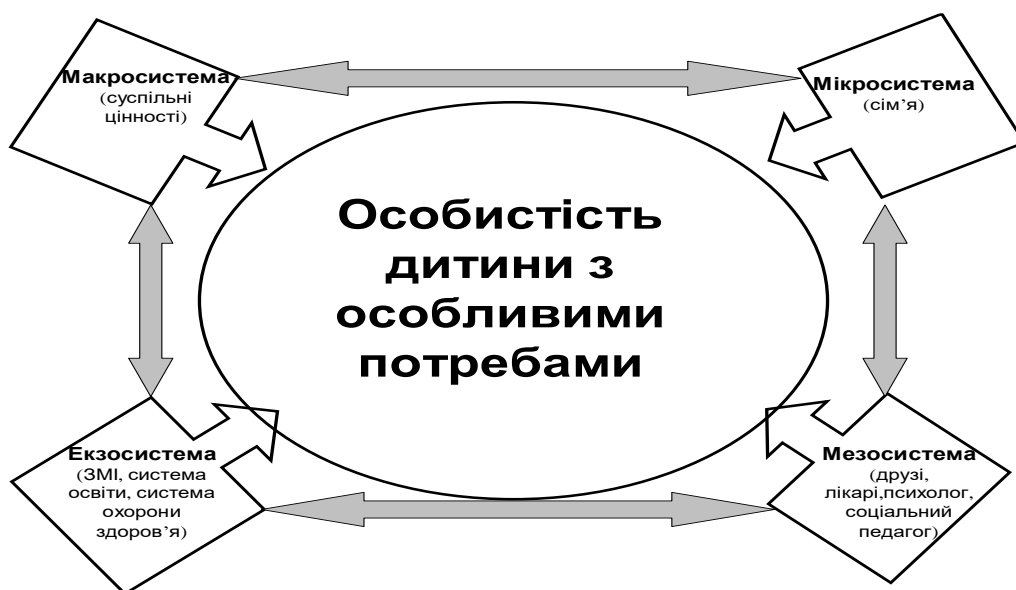 Макросистема
(суспільні
цінності)
Мікросистема
(сім’я)
Особистість
дитини з
особливими
потребами
Екзосистема
(ЗМІ, система
освіти, система
охорони
здоров’я)
Мезосистема
(друзі,
лікарі,психолог,
соціальний
педагог)